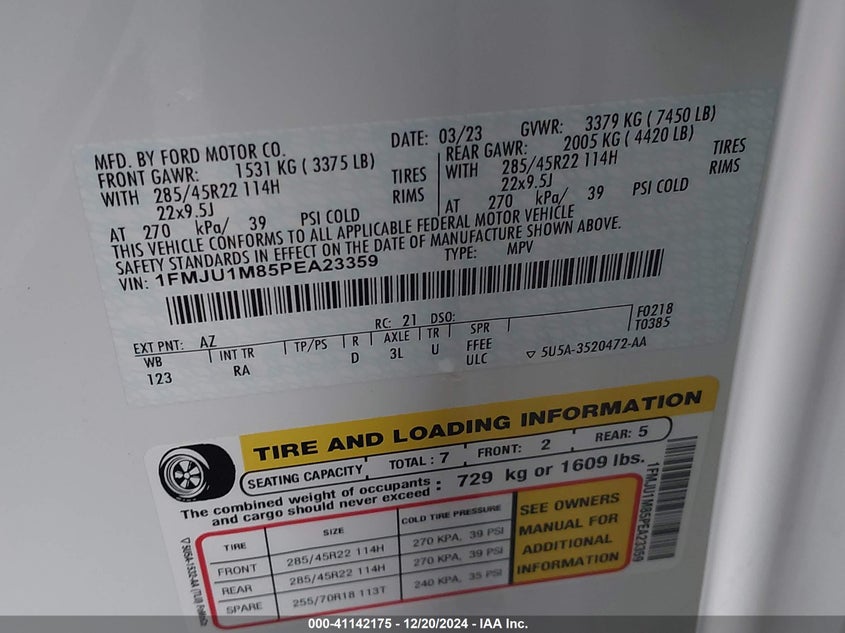 MFD. BY FORD MOTOR CO. DATE: 03/23 GVWR: 3379 KG ( 7450 LB)
FRONT GAWR: 1531 KG ( 3375 LB) REAR GAWR: 2005 KG ( 4420 LB)
WITH 285/45R22 114H TIRES WITH 285/45R22 114H TIRES
22x9.5J RIMS 22x9.5J RIMS
AT 270 kPa/ 39 PSI COLD AT 270 kPa/ 39 PSI COLD
THIS VEHICLE CONFORMS TO ALL APPLICABLE FEDERAL MOTOR VEHICLE
SAFETY STANDARDS IN EFFECT ON THE DATE OF MANUFACTURE SHOWN ABOVE.
VIN: 1FMJU1M85PEA23359 TYPE: MPV
EXT PNT: AZ RC: 21 DSO: F0218
WB INT TR TP/PS R AXLE TR SPR T0385
123 RA D 3L U FFEE
ULC ▽ 5U5A-3520472-AA
TIRE AND LOADING INFORMATION
SEATING CAPACITY TOTAL : 7 FRONT: 2 REAR: 5
The combined weight of occupants
and cargo should never exceed : 729 kg or 1609 lbs.
TIRE SIZE COLD TIRE PRESSURE
FRONT 285/45R22 114H 270 KPA, 39 PSI
REAR 285/45R22 114H 270 KPA, 39 PSI
SPARE 255/70R18 113T 240 KPA, 35 PSI
SEE OWNERS
MANUAL FOR
ADDITIONAL
INFORMATION
1FMJU1M85PEA23359
000-41142175 - 12/20/2024 - IAA Inc.